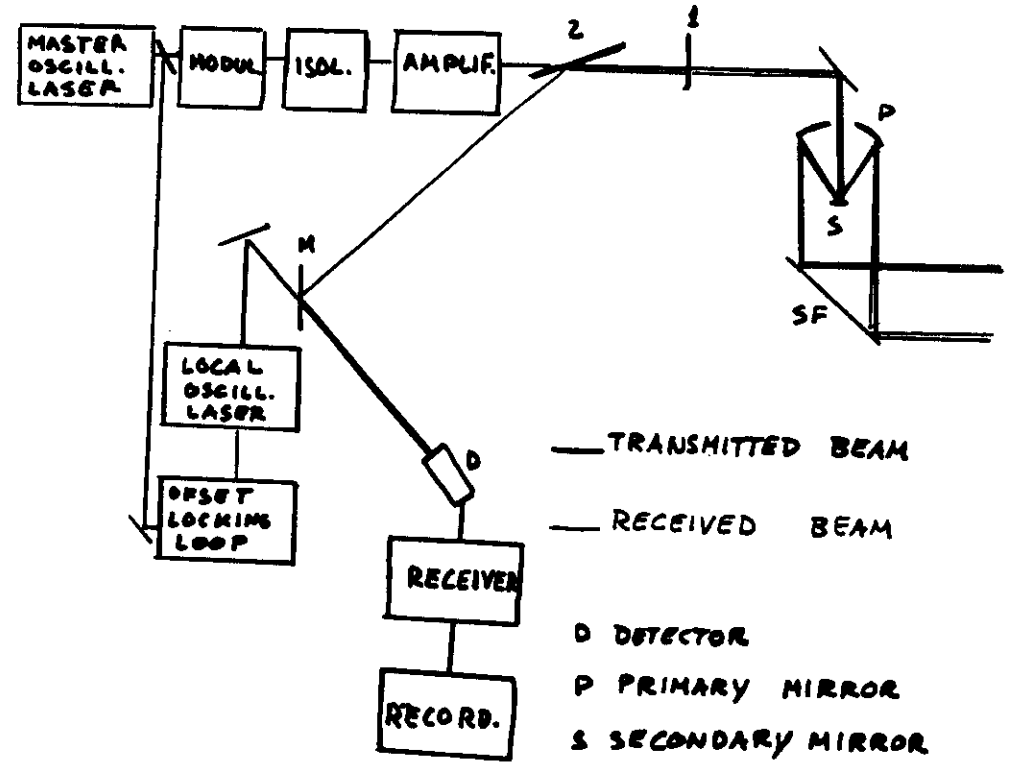 MASTER
OSCILL.
LASER
MODUL
ISOL.
AMPLIF.
2
1
P
S
SF
M
LOCAL
OSCILL.
LASER
OFSET
LOCKING
LOOP
D
RECEIVER
RECORD.
TRANSMITTED BEAM
RECEIVED BEAM
D DETECTOR
P PRIMARY MIRROR
S SECONDARY MIRROR